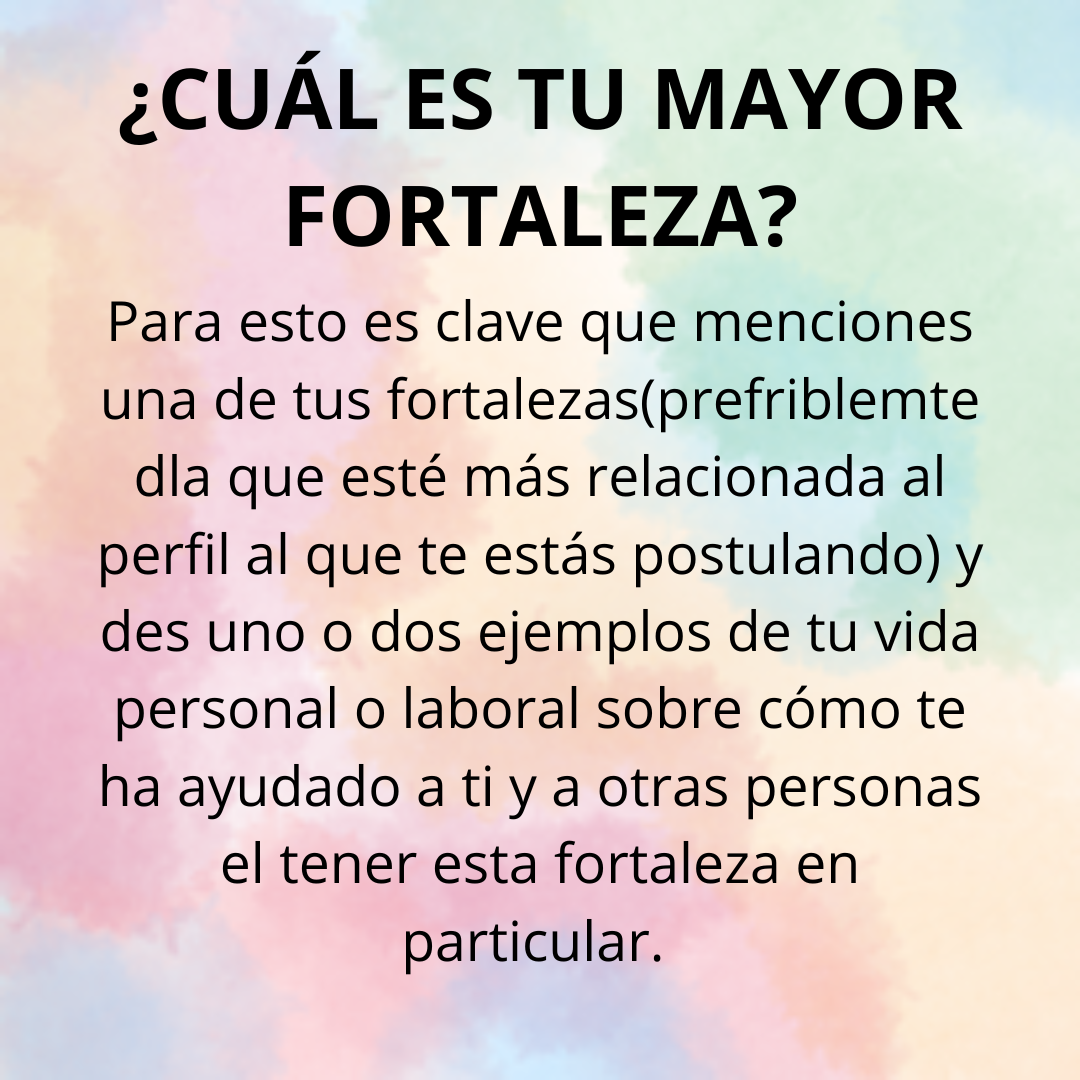 ¿CUÁL ES TU MAYOR
FORTALEZA?
Para esto es clave que menciones
una de tus fortalezas(prefriblemte
dla que esté más relacionada al
perfil al que te estás postulando) y
des uno o dos ejemplos de tu vida
personal o laboral sobre cómo te
ha ayudado a ti y a otras personas
el tener esta fortaleza en
particular.